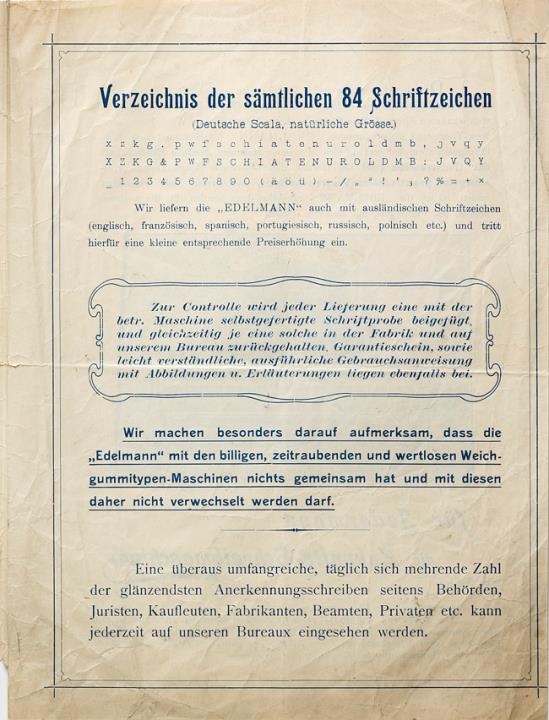 Verzeichnis der sämtlichen 84 Schriftzeichen
(Deutsche Scala, natürliche Grösse.)
x z k g . p w f s c h i a t e n u r o l d m b , j v q y
X Z K G & P W F S C H I A T E N U R O L D M B : J V Q Y
_ 1 2 3 4 5 6 7 8 9 0 ( ä ö ü ) — / „ " ! ' ; ? % = + ×
Wir liefern die „EDELMANN" auch mit ausländischen Schriftzeichen
(englisch, französisch, spanisch, portugiesisch, russisch, polnisch etc.) und tritt
hierfür eine kleine entsprechende Preiserhöhung ein.
Zur Controlle wird jeder Lieferung eine mit der
betr. Maschine selbstgefertigte Schriftprobe beigefügt,
und gleichzeitig je eine solche in der Fabrik und auf
unserem Bureau zurückgehalten, Garantieschein, sowie
leicht verständliche, ausführliche Gebrauchsanweisung
mit Abbildungen u. Erläuterungen liegen ebenfalls bei.
Wir machen besonders darauf aufmerksam, dass die
„Edelmann" mit den billigen, zeitraubenden und wertlosen Weich-
gummitypen-Maschinen nichts gemeinsam hat und mit diesen
daher nicht verwechselt werden darf.
Eine überaus umfangreiche, täglich sich mehrende Zahl
der glänzendsten Anerkennungsschreiben seitens Behörden,
Juristen, Kaufleuten, Fabrikanten, Beamten, Privaten etc. kann
jederzeit auf unseren Bureaux eingesehen werden.